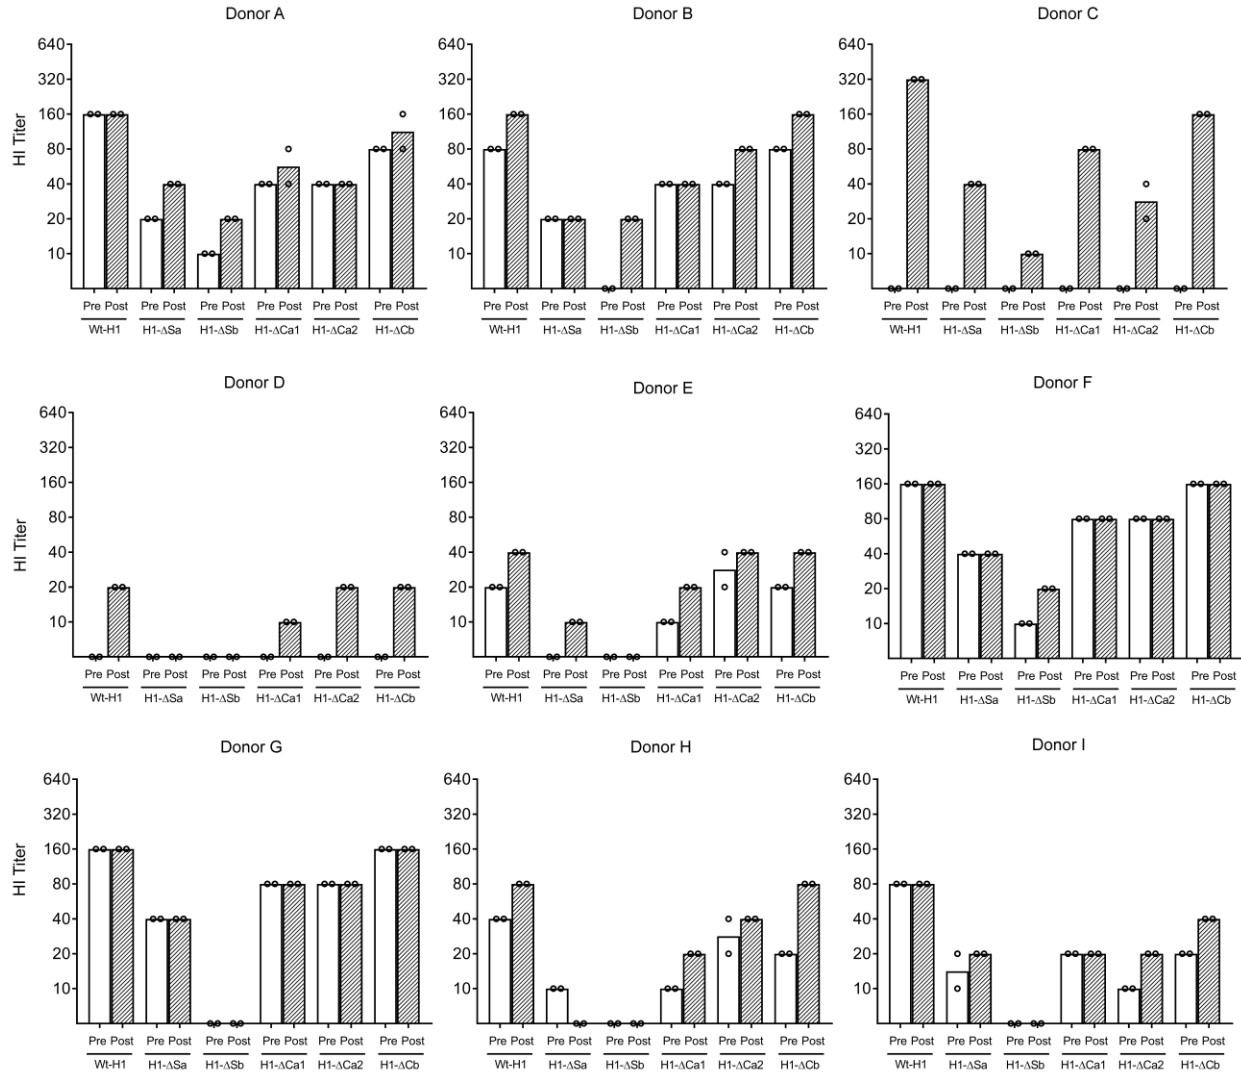 Donor A
640
320
160
80
40
20
10
HI Titer
Pre Post Pre Post Pre Post Pre Post Pre Post Pre Post
Wt-H1 H1-ΔSa H1-ΔSb H1-ΔCa1 H1-ΔCa2 H1-ΔCb
Donor B
640
320
160
80
40
20
10
Pre Post Pre Post Pre Post Pre Post Pre Post Pre Post
Wt-H1 H1-ΔSa H1-ΔSb H1-ΔCa1 H1-ΔCa2 H1-ΔCb
Donor C
640
320
160
80
40
20
10
Pre Post Pre Post Pre Post Pre Post Pre Post Pre Post
Wt-H1 H1-ΔSa H1-ΔSb H1-ΔCa1 H1-ΔCa2 H1-ΔCb
Donor D
640
320
160
80
40
20
10
HI Titer
Pre Post Pre Post Pre Post Pre Post Pre Post Pre Post
Wt-H1 H1-ΔSa H1-ΔSb H1-ΔCa1 H1-ΔCa2 H1-ΔCb
Donor E
640
320
160
80
40
20
10
Pre Post Pre Post Pre Post Pre Post Pre Post Pre Post
Wt-H1 H1-ΔSa H1-ΔSb H1-ΔCa1 H1-ΔCa2 H1-ΔCb
Donor F
640
320
160
80
40
20
10
Pre Post Pre Post Pre Post Pre Post Pre Post Pre Post
Wt-H1 H1-ΔSa H1-ΔSb H1-ΔCa1 H1-ΔCa2 H1-ΔCb
Donor G
640
320
160
80
40
20
10
HI Titer
Pre Post Pre Post Pre Post Pre Post Pre Post Pre Post
Wt-H1 H1-ΔSa H1-ΔSb H1-ΔCa1 H1-ΔCa2 H1-ΔCb
Donor H
640
320
160
80
40
20
10
Pre Post Pre Post Pre Post Pre Post Pre Post Pre Post
Wt-H1 H1-ΔSa H1-ΔSb H1-ΔCa1 H1-ΔCa2 H1-ΔCb
Donor I
640
320
160
80
40
20
10
Pre Post Pre Post Pre Post Pre Post Pre Post Pre Post
Wt-H1 H1-ΔSa H1-ΔSb H1-ΔCa1 H1-ΔCa2 H1-ΔCb